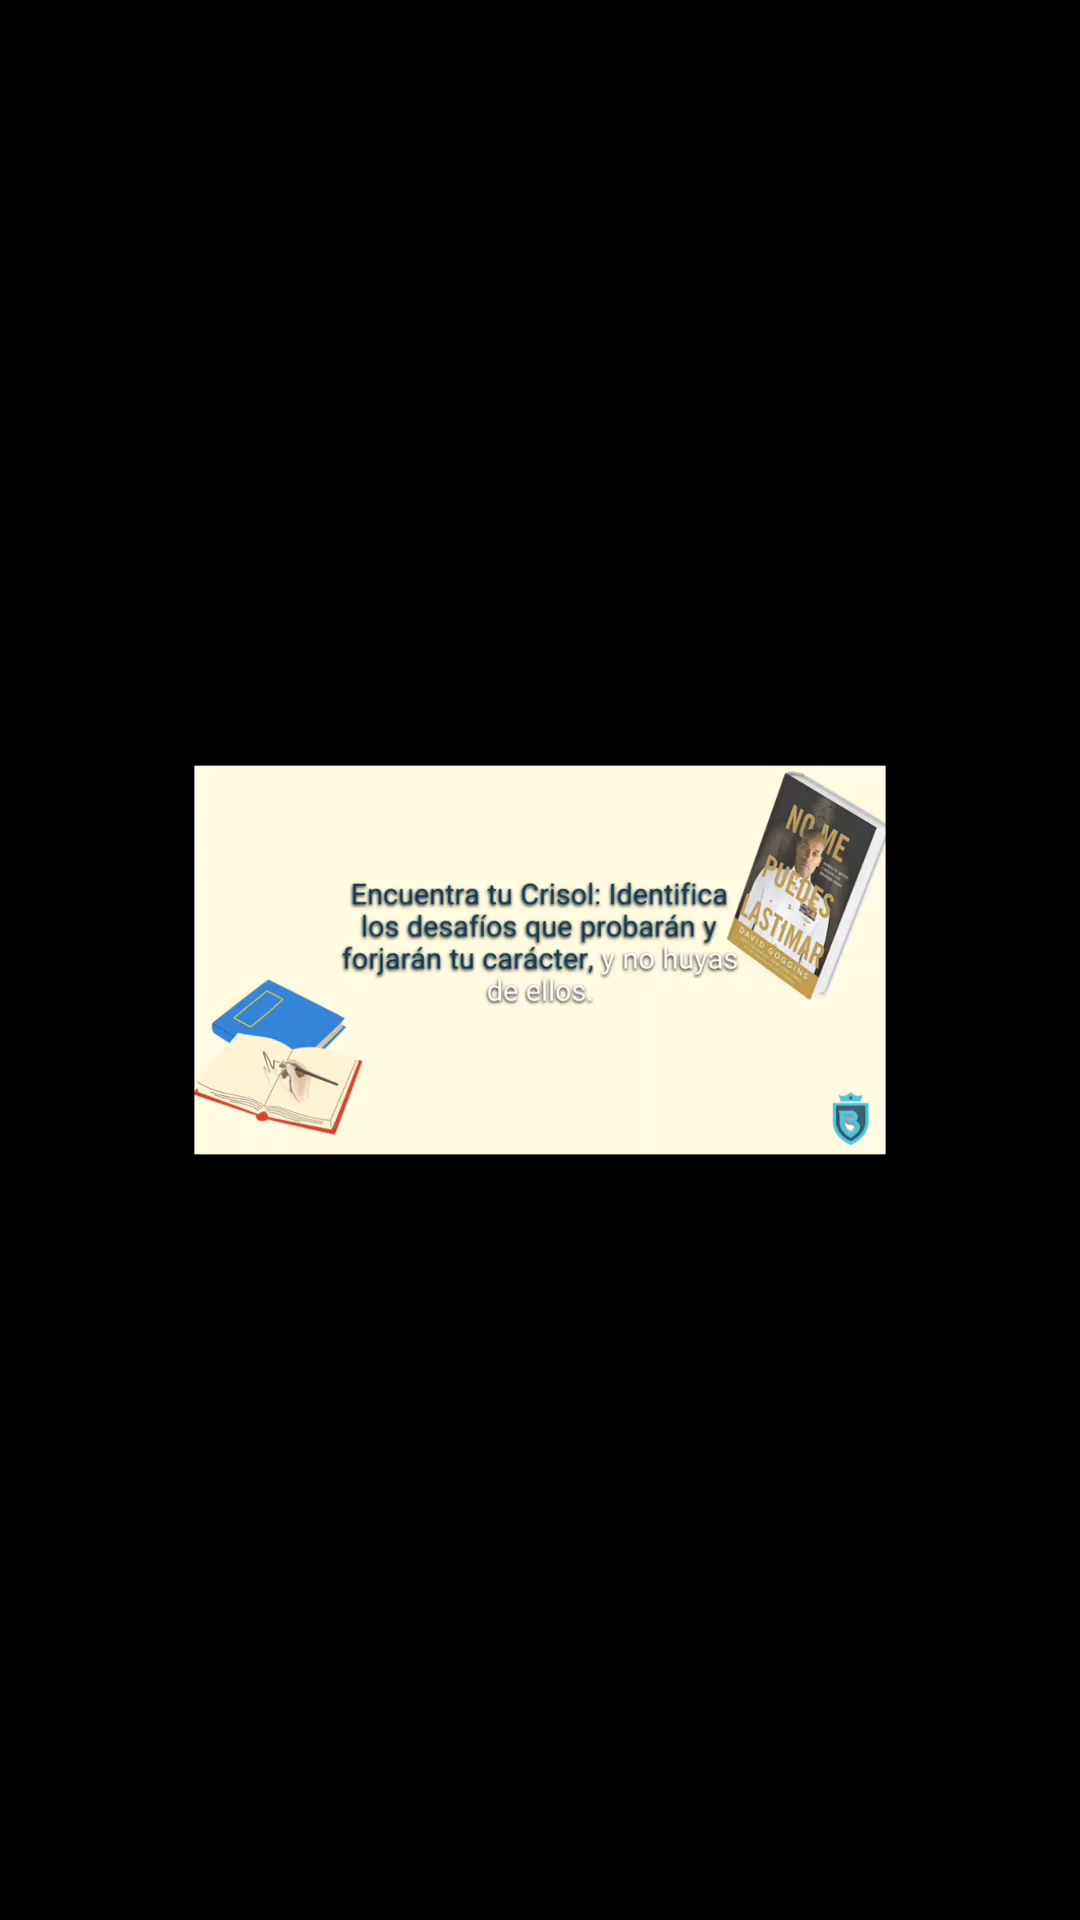 Encuentra tu Crisol: Identifica
los desafíos que probarán y
forjarán tu carácter, y no huyas
de ellos.
NO ME
PUEDES
LASTIMAR
DAVID GOGGINS